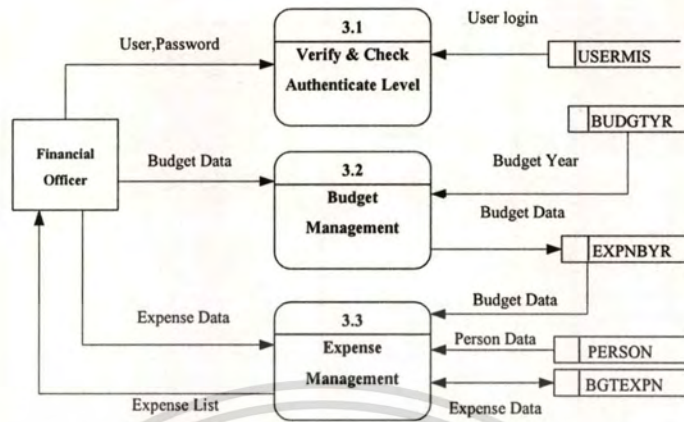 3.1
User login
User,Password
Verify & Check
Authenticate Level
USERMIS
BUDGTYR
Financial
Officer
Budget Data
3.2
Budget Year
Budget
Management
Budget Data
EXPNBYR
Budget Data
3.3
Expense Data
Expense
Management
Person Data
PERSON
BGTEXPN
Expense List
Expense Data